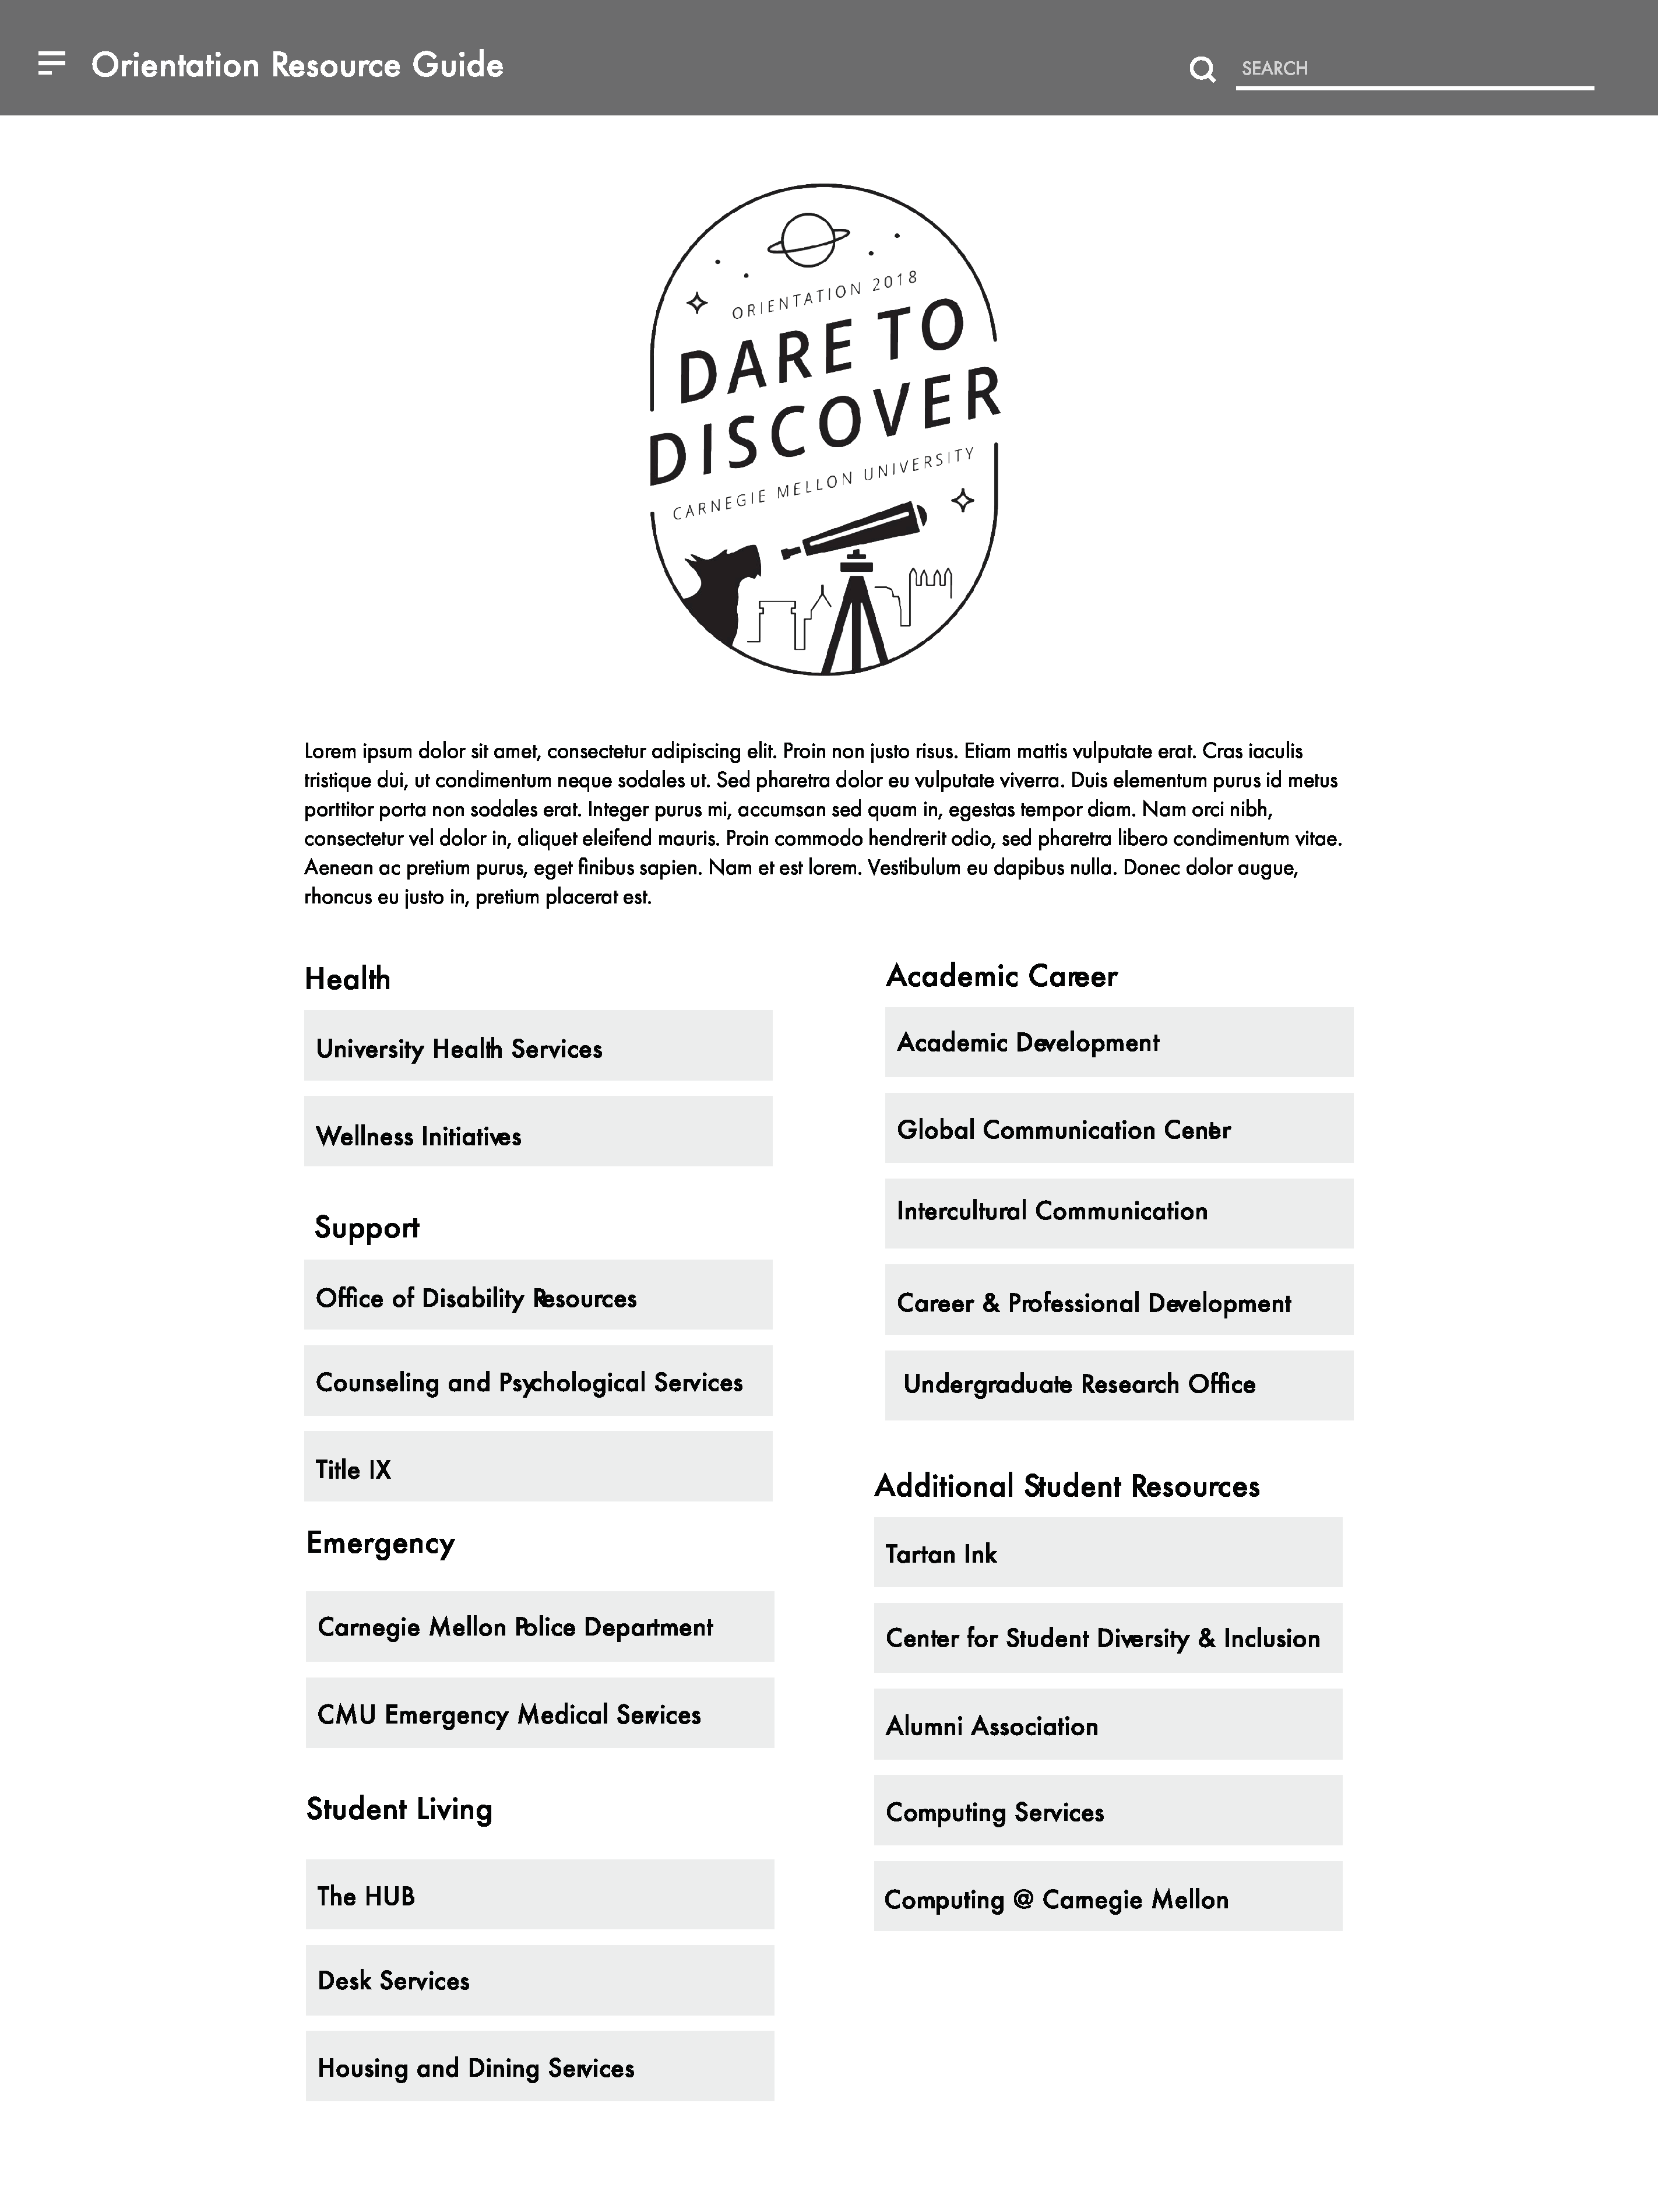 Orientation Resource Guide
SEARCH
ORIENTATION 2018
DARE TO
DISCOVER
CARNEGIE MELLON UNIVERSITY
Lorem ipsum dolor sit amet, consectetur adipiscing elit. Proin non justo risus. Etiam mattis vulputate erat. Cras iaculis
tristique dui, ut condimentum neque sodales ut. Sed pharetra dolor eu vulputate viverra. Duis elementum purus id metus
porttitor porta non sodales erat. Integer purus mi, accumsan sed quam in, egestas tempor diam. Nam orci nibh,
consectetur vel dolor in, aliquet eleifend mauris. Proin commodo hendrerit odio, sed pharetra libero condimentum vitae.
Aenean ac pretium purus, eget finibus sapien. Nam et est lorem. Vestibulum eu dapibus nulla. Donec dolor augue,
rhoncus eu justo in, pretium placerat est.
Health
University Health Services
Wellness Initiatives
Support
Office of Disability Resources
Counseling and Psychological Services
Title IX
Emergency
Carnegie Mellon Police Department
CMU Emergency Medical Services
Student Living
The HUB
Desk Services
Housing and Dining Services
Academic Career
Academic Development
Global Communication Center
Intercultural Communication
Career & Professional Development
Undergraduate Research Office
Additional Student Resources
Tartan Ink
Center for Student Diversity & Inclusion
Alumni Association
Computing Services
Computing @ Carnegie Mellon